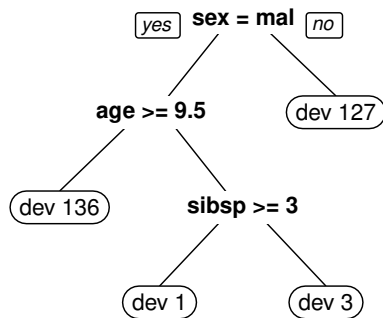 yes sex = mal no
age >= 9.5 dev 127
dev 136 sibsp >= 3
dev 1 dev 3